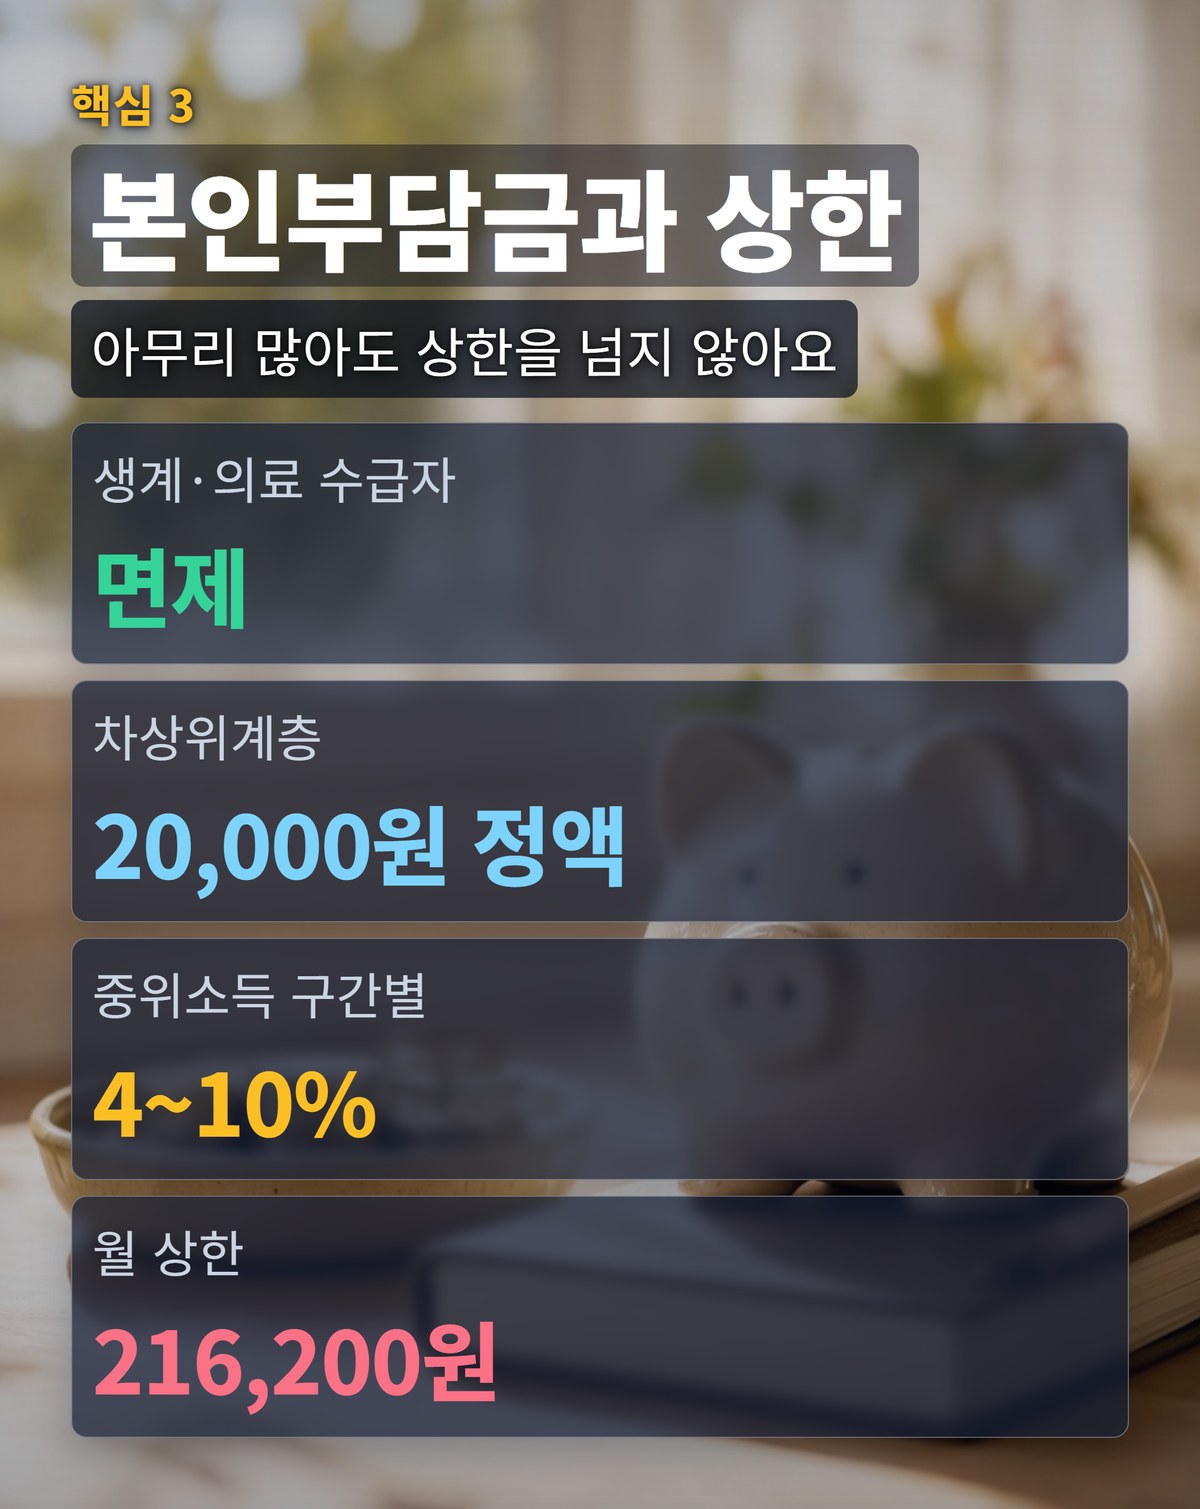 핵심 3
본인부담금과 상한
아무리 많아도 상한을 넘지 않아요
생계·의료 수급자
면제
차상위계층
20,000원 정액
중위소득 구간별
4~10%
월 상한
216,200원